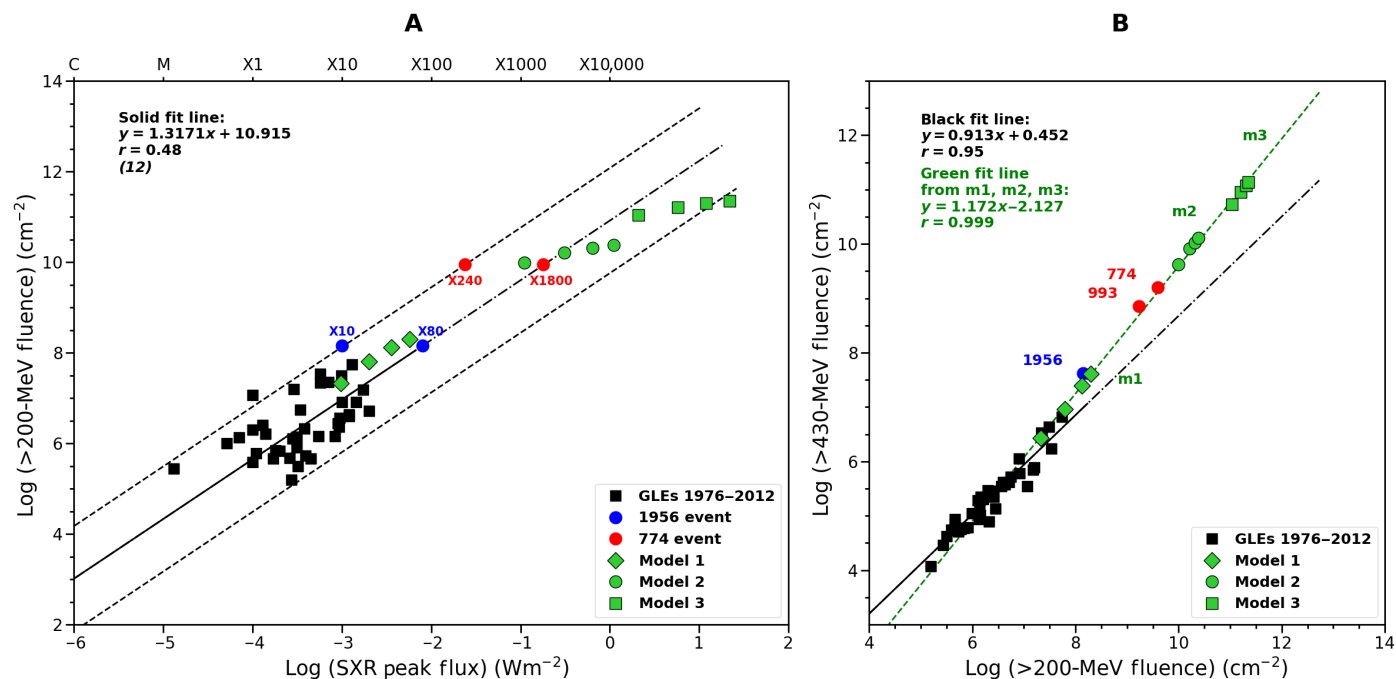 A
C M X1 X10 X100 X1000 X10,000
14
12
10
8
6
4
2
Log (>200-MeV fluence) (cm⁻²)
Solid fit line:
y = 1.3171x + 10.915
r = 0.48
(12)
X240
X1800
X10
X80
GLEs 1976−2012
1956 event
774 event
Model 1
Model 2
Model 3
−6 −5 −4 −3 −2 −1 0 1 2
Log (SXR peak flux) (Wm⁻²)
B
12
10
8
6
4
Log (>430-MeV fluence) (cm⁻²)
Black fit line:
y = 0.913x + 0.452
r = 0.95
Green fit line
from m1, m2, m3:
y = 1.172x−2.127
r = 0.999
m3
m2
774
993
1956
m1
GLEs 1976−2012
Model 1
Model 2
Model 3
4 6 8 10 12 14
Log (>200-MeV fluence) (cm⁻²)